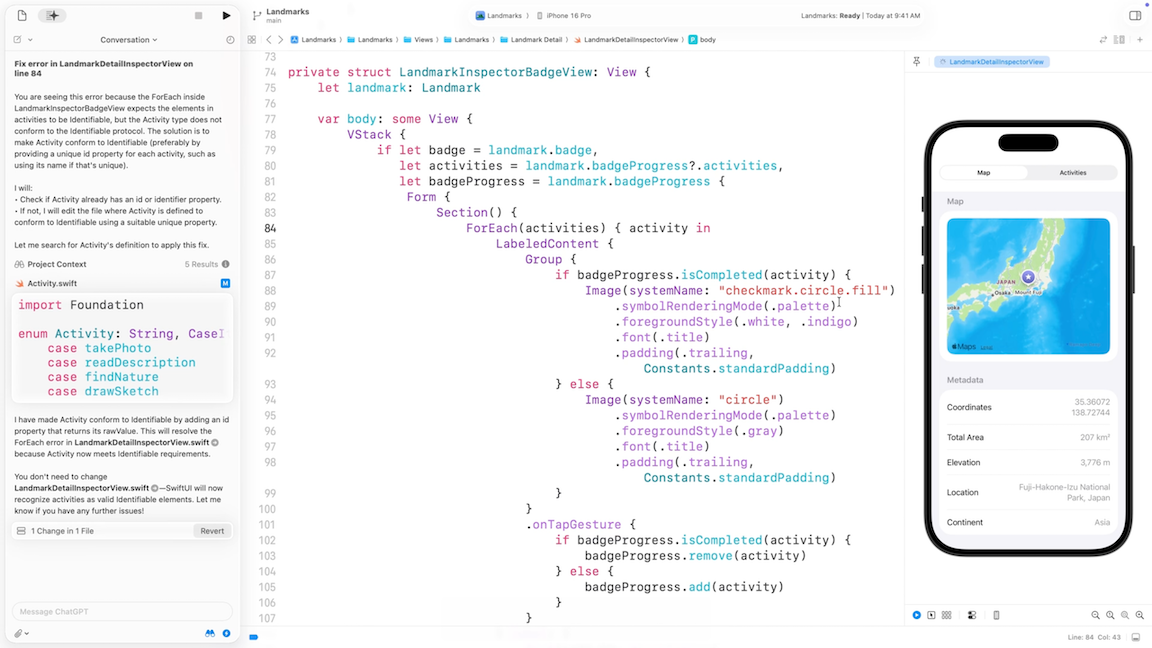 Landmarks
main
Landmarks
iPhone 16 Pro
Landmarks: Ready | Today at 9:41 AM
Conversation
Landmarks
Landmarks
Views
Landmarks
Landmark Detail
LandmarkDetailInspectorView
body
Fix error in LandmarkDetailInspectorView on
line 84
You are seeing this error because the ForEach inside
LandmarkInspectorBadgeView expects the elements in
activities to be Identifiable, but the Activity type does not
conform to the Identifiable protocol. The solution is to
make Activity conform to Identifiable (preferably by
providing a unique id property for each activity, such as
using its name if that's unique).
I will:
• Check if Activity already has an id or identifier property.
• If not, I will edit the file where Activity is defined to
conform to Identifiable using a suitable unique property.
Let me search for Activity's definition to apply this fix.
Project Context
5 Results
Activity.swift
M
import Foundation
enum Activity: String, Case
case takePhoto
case readDescription
case findNature
case drawSketch
I have made Activity conform to Identifiable by adding an id
property that returns its rawValue. This will resolve the
ForEach error in LandmarkDetailInspectorView.swift
because Activity now meets Identifiable requirements.
You don't need to change
LandmarkDetailInspectorView.swift —SwiftUI will now
recognize activities as valid Identifiable elements. Let me
know if you have any further issues!
1 Change in 1 File
Revert
Message ChatGPT
73
74 private struct LandmarkInspectorBadgeView: View {
75 let landmark: Landmark
76
77 var body: some View {
78 VStack {
79 if let badge = landmark.badge,
80 let activities = landmark.badgeProgress?.activities,
81 let badgeProgress = landmark.badgeProgress {
82 Form {
83 Section() {
84 ForEach(activities) { activity in
85 LabeledContent {
86 Group {
87 if badgeProgress.isCompleted(activity) {
88 Image(systemName: "checkmark.circle.fill")
89 .symbolRenderingMode(.palette)
90 .foregroundStyle(.white, .indigo)
91 .font(.title)
92 .padding(.trailing,
Constants.standardPadding)
93 } else {
94 Image(systemName: "circle")
95 .symbolRenderingMode(.palette)
96 .foregroundStyle(.gray)
97 .font(.title)
98 .padding(.trailing,
Constants.standardPadding)
99 }
100 }
101 .onTapGesture {
102 if badgeProgress.isCompleted(activity) {
103 badgeProgress.remove(activity)
104 } else {
105 badgeProgress.add(activity)
106 }
107 }
LandmarkDetailInspectorView
Map
Activities
Map
JAPAN
Osaka
Mount Fuji
Maps
Metadata
Coordinates
35.36072
138.72744
Total Area
207 km²
Elevation
3,776 m
Location
Fuji-Hakone-Izu National
Park, Japan
Continent
Asia
Line: 84 Col: 43